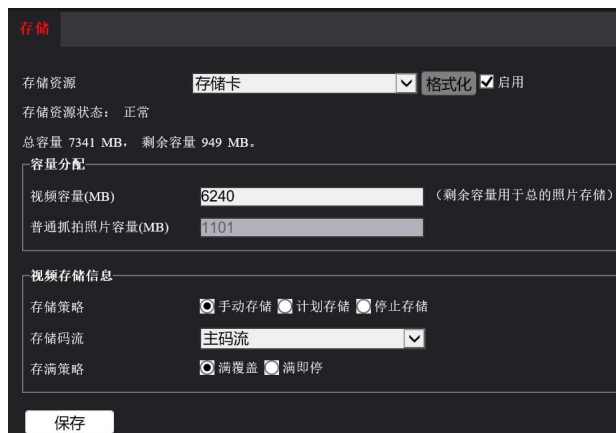 存储
存储资源 存储卡 格式化 启用
存储资源状态： 正常
总容量 7341 MB， 剩余容量 949 MB。
容量分配
视频容量(MB) 6240 （剩余容量用于总的照片存储）
普通抓拍照片容量(MB) 1101
视频存储信息
存储策略 手动存储 计划存储 停止存储
存储码流 主码流
存满策略 满覆盖 满即停
保存